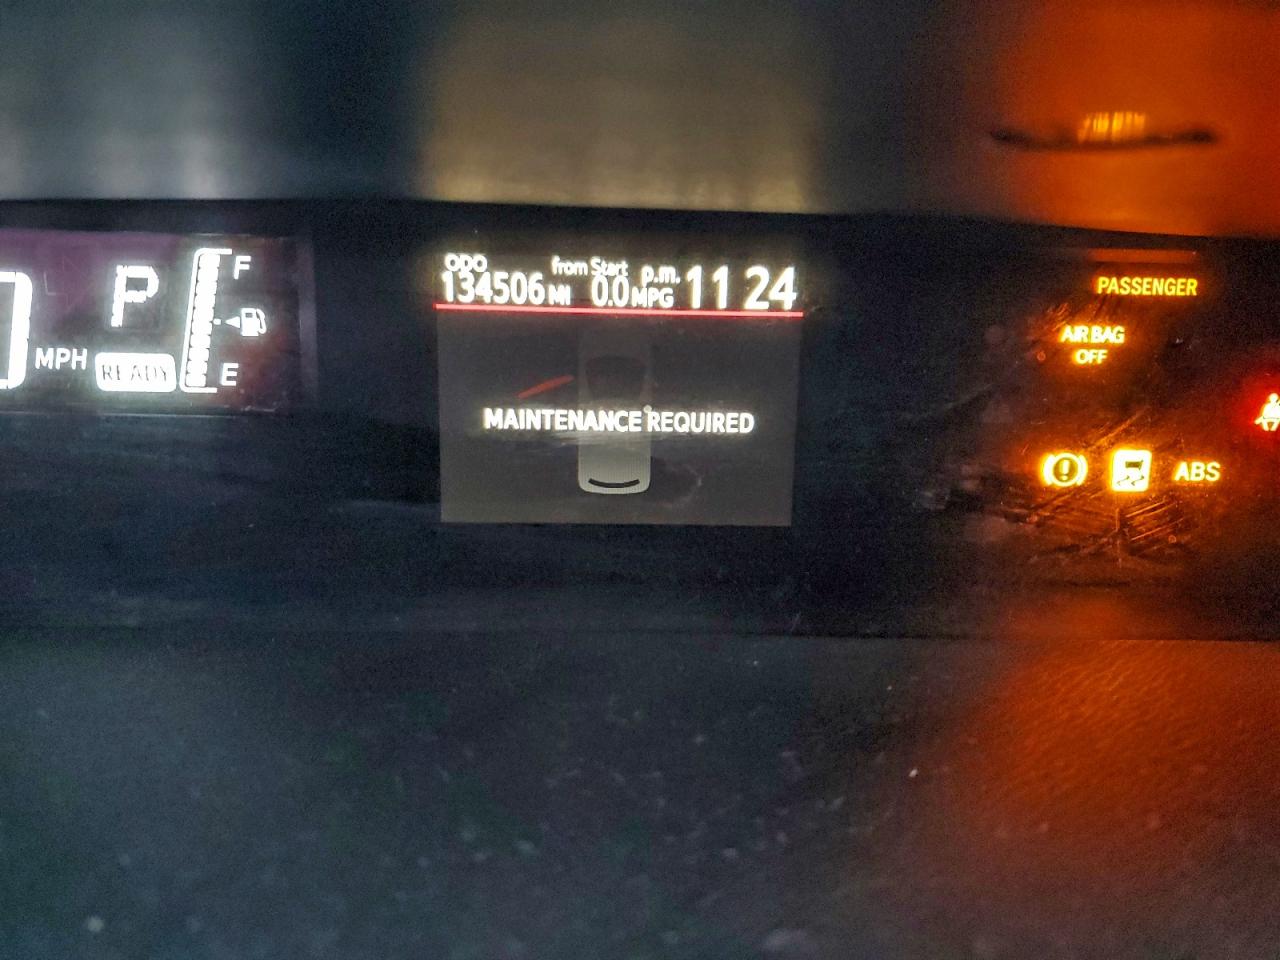 P
MPH
READY
F
E
ODO
134506 MI
from Start
0.0 MPG
p.m. 11 24
MAINTENANCE REQUIRED
PASSENGER
AIR BAG
OFF
ABS